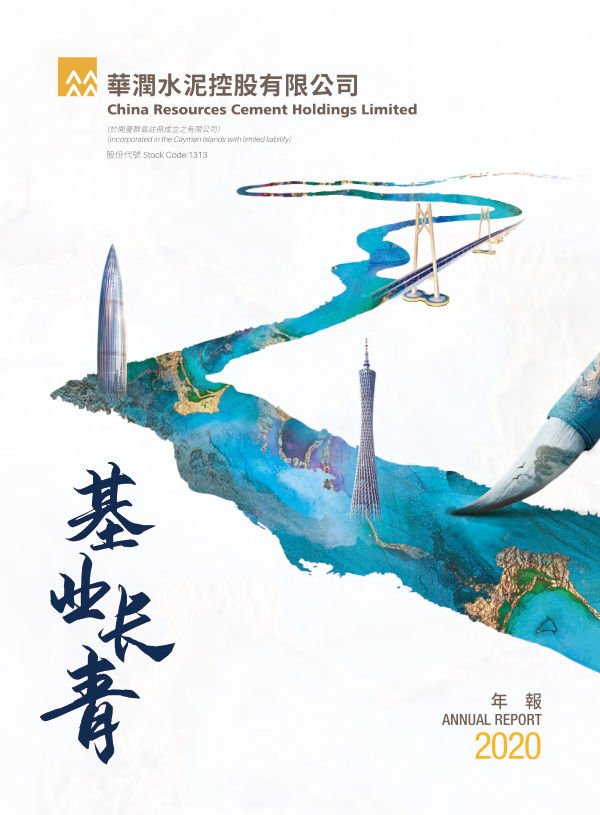 華潤水泥控股有限公司
China Resources Cement Holdings Limited
(於開曼群島註冊成立之有限公司)
(incorporated in the Cayman Islands with limited liability)
股份代號 Stock Code:1313
基业长青
年 報
ANNUAL REPORT
2020